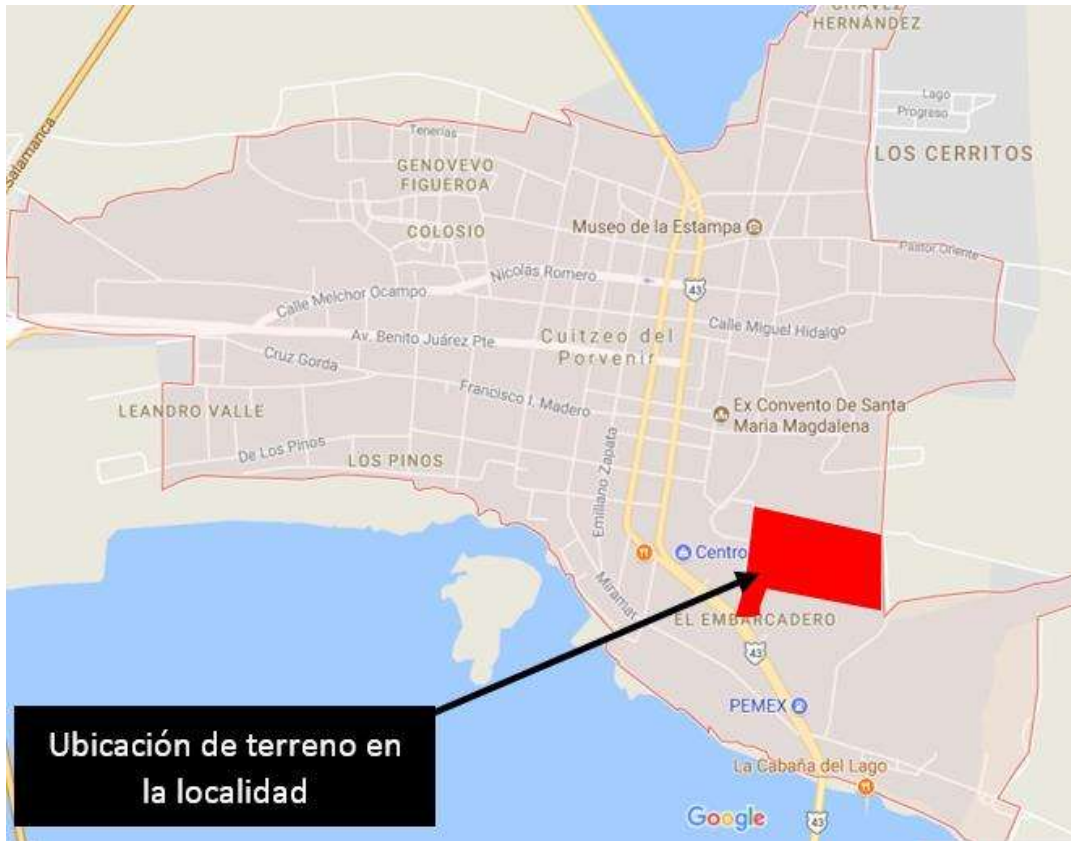 CHÁVEZ
HERNÁNDEZ
Lago
Progreso
LOS CERRITOS
Salamanca
Tenerías
GENOVEVO
FIGUEROA
COLOSIO
Museo de la Estampa
Pastor Oriente
Nicolás Romero
43
Calle Melchor Ocampo
Calle Miguel Hidalgo
Av. Benito Juárez Pte.
Cuitzeo del
Porvenir
Cruz Gorda
Francisco I. Madero
LEANDRO VALLE
Ex Convento De Santa
Maria Magdalena
De Los Pinos
LOS PINOS
Emiliano Zapata
Centro
Miramar
EL EMBARCADERO
43
PEMEX
Ubicación de terreno en
la localidad
La Cabaña del Lago
Google
43